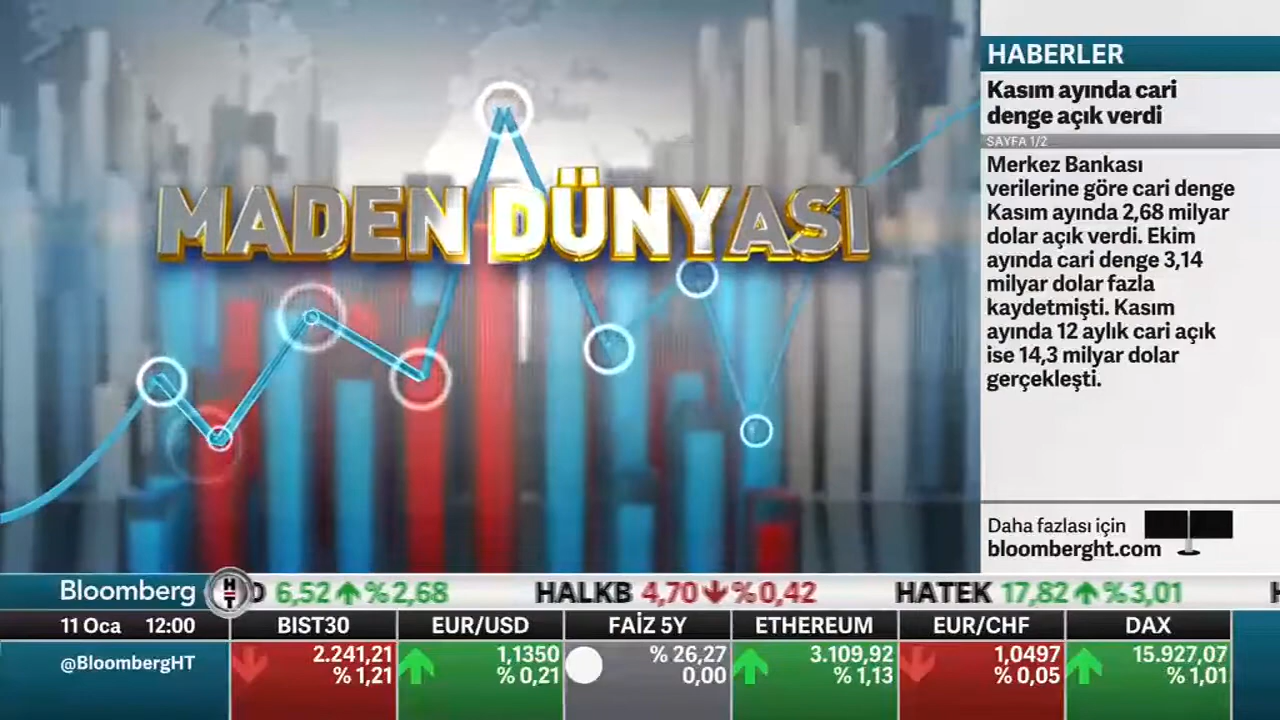 MADEN DÜNYASI
HABERLER
Kasım ayında cari
denge açık verdi
SAYFA 1/2
Merkez Bankası
verilerine göre cari denge
Kasım ayında 2,68 milyar
dolar açık verdi. Ekim
ayında cari denge 3,14
milyar dolar fazla
kaydetmişti. Kasım
ayında 12 aylık cari açık
ise 14,3 milyar dolar
gerçekleşti.
Daha fazlası için
bloomberght.com
Bloomberg HT D 6,52 %2,68 HALKB 4,70 %0,42 HATEK 17,82 %3,01 H
11 Oca 12:00 BIST30 EUR/USD FAİZ 5Y ETHEREUM EUR/CHF DAX
@BloombergHT 2.241,21 1,1350 % 26,27 3.109,92 1,0497 15.927,07
% 1,21 % 0,21 0,00 % 1,13 % 0,05 % 1,01